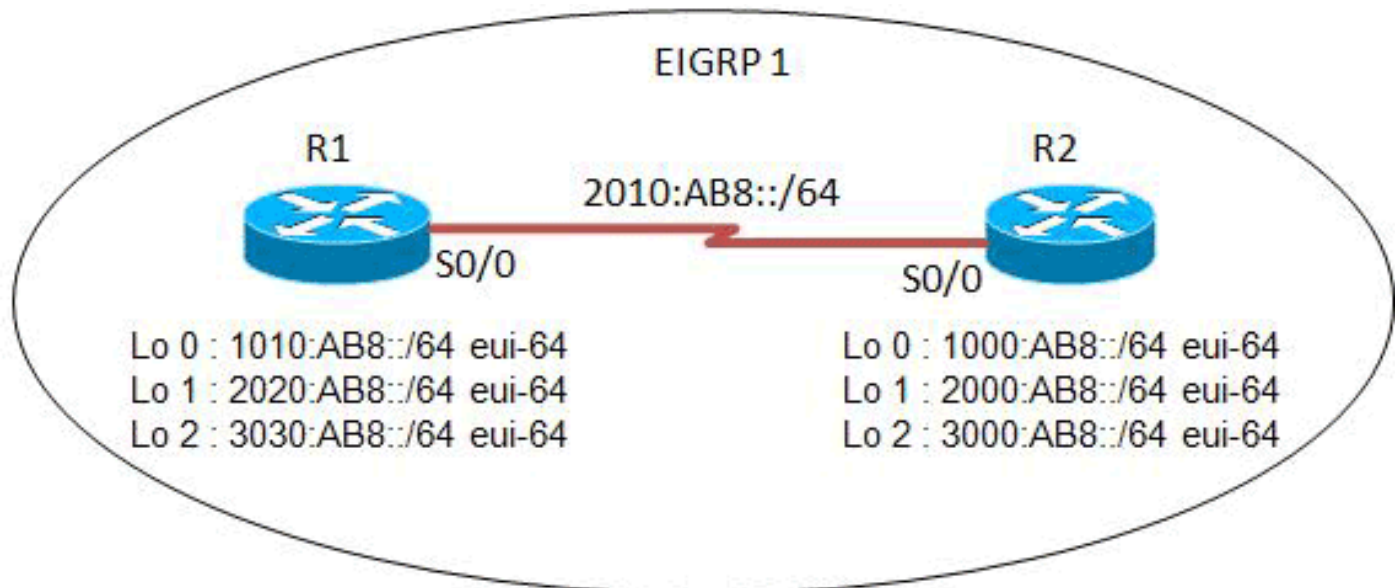 EIGRP 1
R1
R2
2010:AB8::/64
S0/0
S0/0
Lo 0 : 1010:AB8::/64 eui-64
Lo 1 : 2020:AB8::/64 eui-64
Lo 2 : 3030:AB8::/64 eui-64
Lo 0 : 1000:AB8::/64 eui-64
Lo 1 : 2000:AB8::/64 eui-64
Lo 2 : 3000:AB8::/64 eui-64